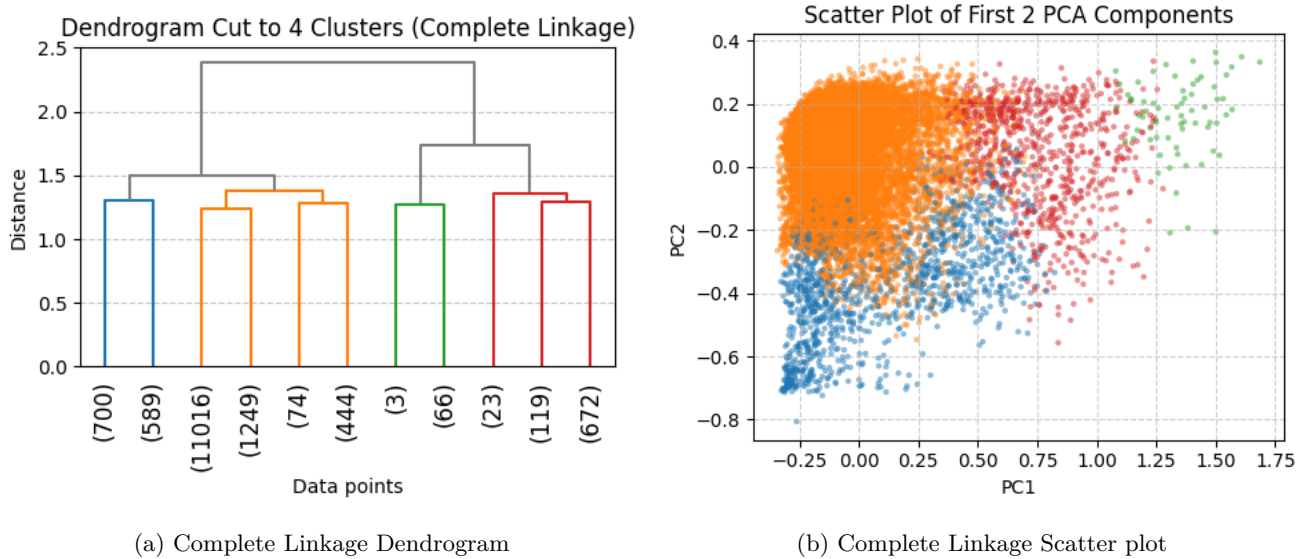 Dendrogram Cut to 4 Clusters (Complete Linkage)
2.5
2.0
1.5
1.0
0.5
0.0
Distance
(700)
(589)
(11016)
(1249)
(74)
(444)
(3)
(66)
(23)
(119)
(672)
Data points
(a) Complete Linkage Dendrogram
Scatter Plot of First 2 PCA Components
0.4
0.2
0.0
−0.2
−0.4
−0.6
−0.8
PC2
−0.25 0.00 0.25 0.50 0.75 1.00 1.25 1.50 1.75
PC1
(b) Complete Linkage Scatter plot